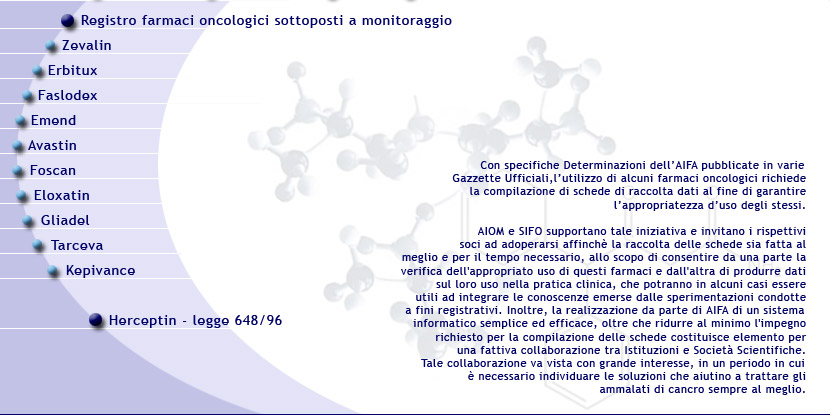 Registro farmaci oncologici sottoposti a monitoraggio
Zevalin
Erbitux
Faslodex
Emend
Avastin
Foscan
Eloxatin
Gliadel
Tarceva
Kepivance
Herceptin - legge 648/96
Con specifiche Determinazioni dell'AIFA pubblicate in varie
Gazzette Ufficiali,l'utilizzo di alcuni farmaci oncologici richiede
la compilazione di schede di raccolta dati al fine di garantire
l'appropriatezza d'uso degli stessi.
AIOM e SIFO supportano tale iniziativa e invitano i rispettivi
soci ad adoperarsi affinchè la raccolta delle schede sia fatta al
meglio e per il tempo necessario, allo scopo di consentire da una parte la
verifica dell'appropriato uso di questi farmaci e dall'altra di produrre dati
sul loro uso nella pratica clinica, che potranno in alcuni casi essere
utili ad integrare le conoscenze emerse dalle sperimentazioni condotte
a fini registrativi. Inoltre, la realizzazione da parte di AIFA di un sistema
informatico semplice ed efficace, oltre che ridurre al minimo l'impegno
richiesto per la compilazione delle schede costituisce elemento per
una fattiva collaborazione tra Istituzioni e Società Scientifiche.
Tale collaborazione va vista con grande interesse, in un periodo in cui
è necessario individuare le soluzioni che aiutino a trattare gli
ammalati di cancro sempre al meglio.